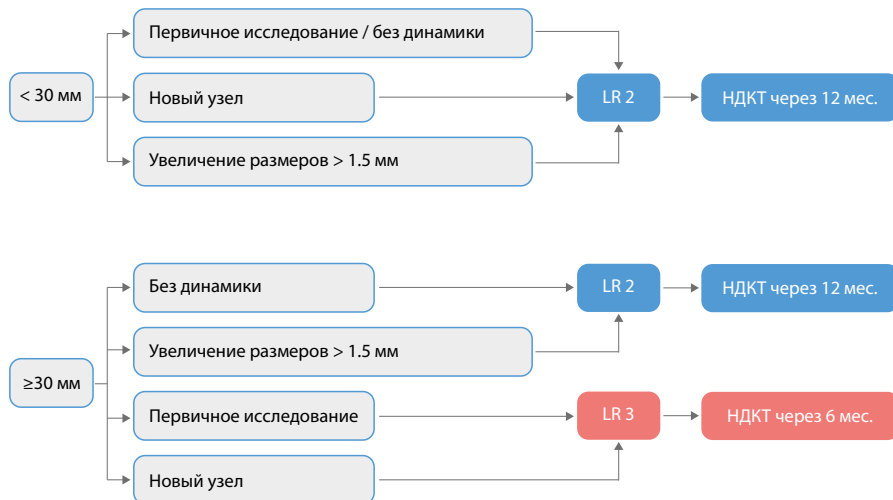 Первичное исследование / без динамики
< 30 мм
Новый узел
LR 2
НДКТ через 12 мес.
Увеличение размеров > 1.5 мм
Без динамики
LR 2
НДКТ через 12 мес.
Увеличение размеров > 1.5 мм
≥30 мм
Первичное исследование
LR 3
НДКТ через 6 мес.
Новый узел